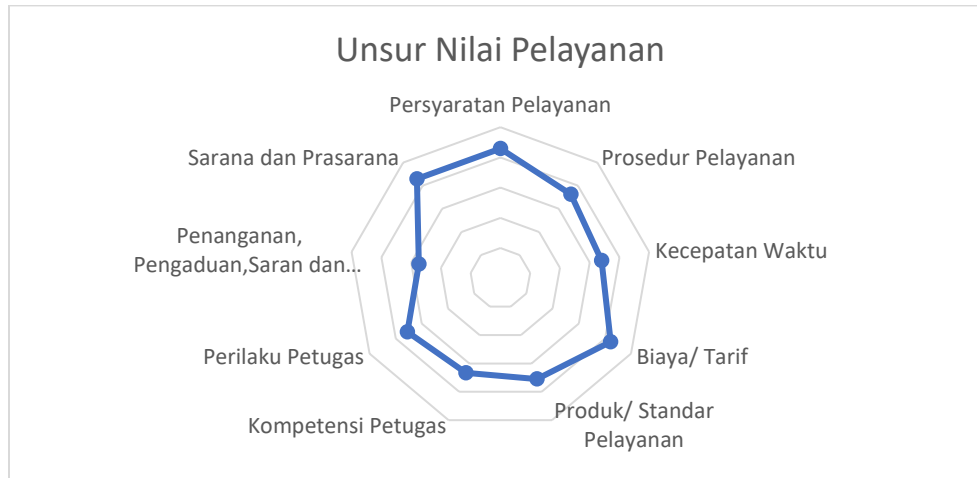 Unsur Nilai Pelayanan
Persyaratan Pelayanan
Prosedur Pelayanan
Kecepatan Waktu
Biaya/ Tarif
Produk/ Standar
Pelayanan
Kompetensi Petugas
Perilaku Petugas
Penanganan,
Pengaduan,Saran dan...
Sarana dan Prasarana